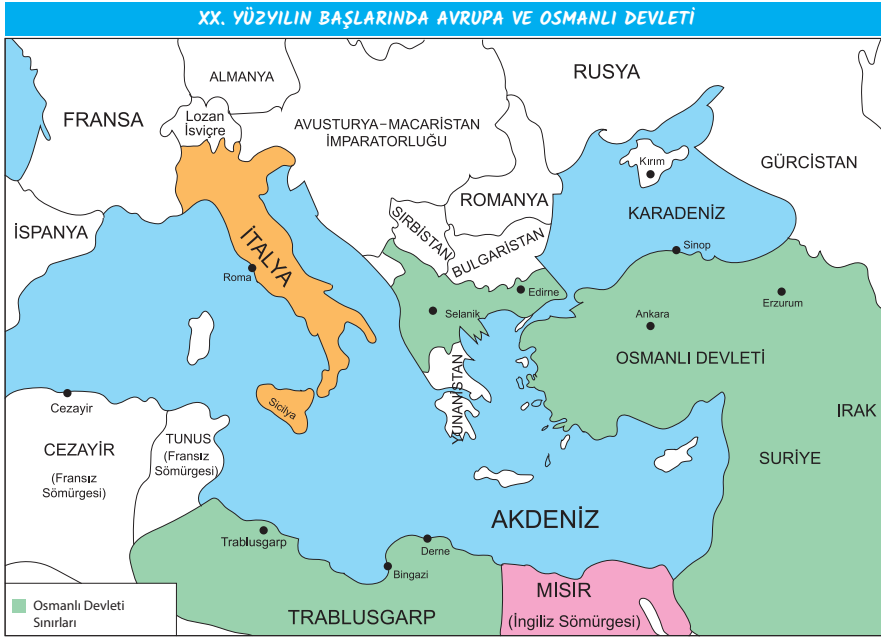 XX. YÜZYILIN BAŞLARINDA AVRUPA VE OSMANLI DEVLETİ
ALMANYA
RUSYA
FRANSA
Lozan
İsviçre
AVUSTURYA–MACARİSTAN
İMPARATORLUĞU
Kırım
GÜRCİSTAN
ROMANYA
KARADENİZ
İSPANYA
SIRBİSTAN
BULGARİSTAN
İTALYA
Sinop
Roma
Edirne
Erzurum
Selanik
Ankara
OSMANLI DEVLETİ
YUNANİSTAN
Sicilya
Cezayir
IRAK
TUNUS
(Fransız
Sömürgesi)
CEZAYİR
(Fransız
Sömürgesi)
SURİYE
AKDENİZ
Trablusgarp
Derne
Bingazi
MISIR
(İngiliz Sömürgesi)
TRABLUSGARP
Osmanlı Devleti
Sınırları